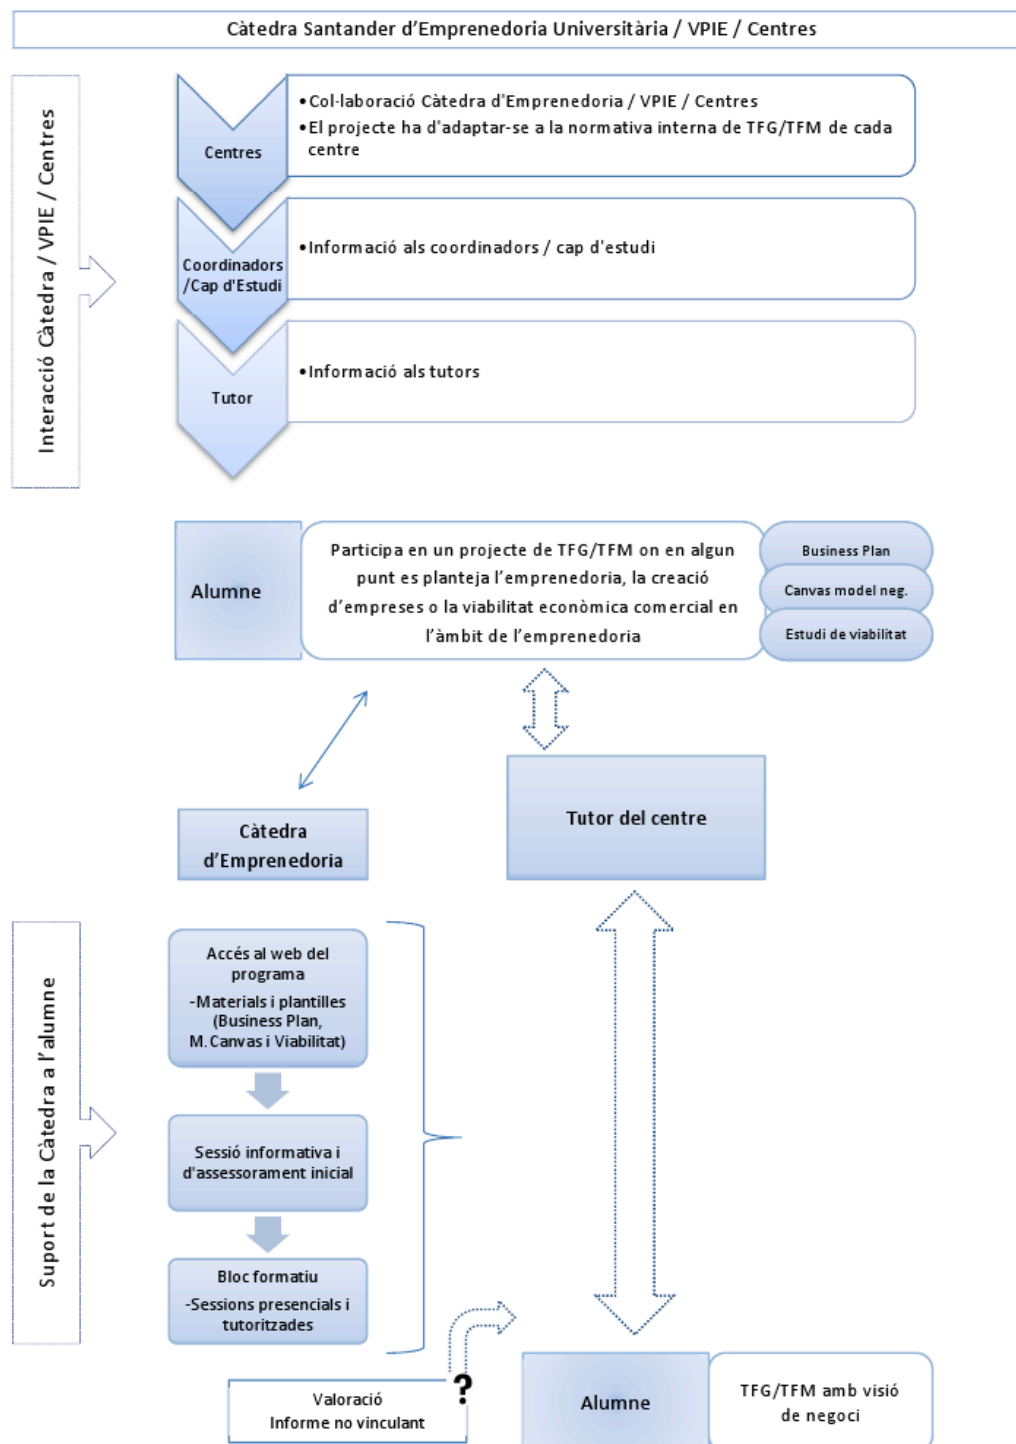 Càtedra Santander d'Emprenedoria Universitària / VPIE / Centres
Interacció Càtedra / VPIE / Centres
Centres
•Col·laboració Càtedra d'Emprenedoria / VPIE / Centres
•El projecte ha d'adaptar-se a la normativa interna de TFG/TFM de cada
centre
Coordinadors
/Cap d'Estudi
•Informació als coordinadors / cap d'estudi
Tutor
•Informació als tutors
Alumne
Participa en un projecte de TFG/TFM on en algun
punt es planteja l'emprenedoria, la creació
d'empreses o la viabilitat econòmica comercial en
l'àmbit de l'emprenedoria
Business Plan
Canvas model neg.
Estudi de viabilitat
Càtedra
d'Emprenedoria
Tutor del centre
Suport de la Càtedra a l'alumne
Accés al web del
programa
-Materials i plantilles
(Business Plan,
M.Canvas i Viabilitat)
Sessió informativa i
d'assessorament inicial
Bloc formatiu
-Sessions presencials i
tutoritzades
Valoració
Informe no vinculant
?
Alumne
TFG/TFM amb visió
de negoci